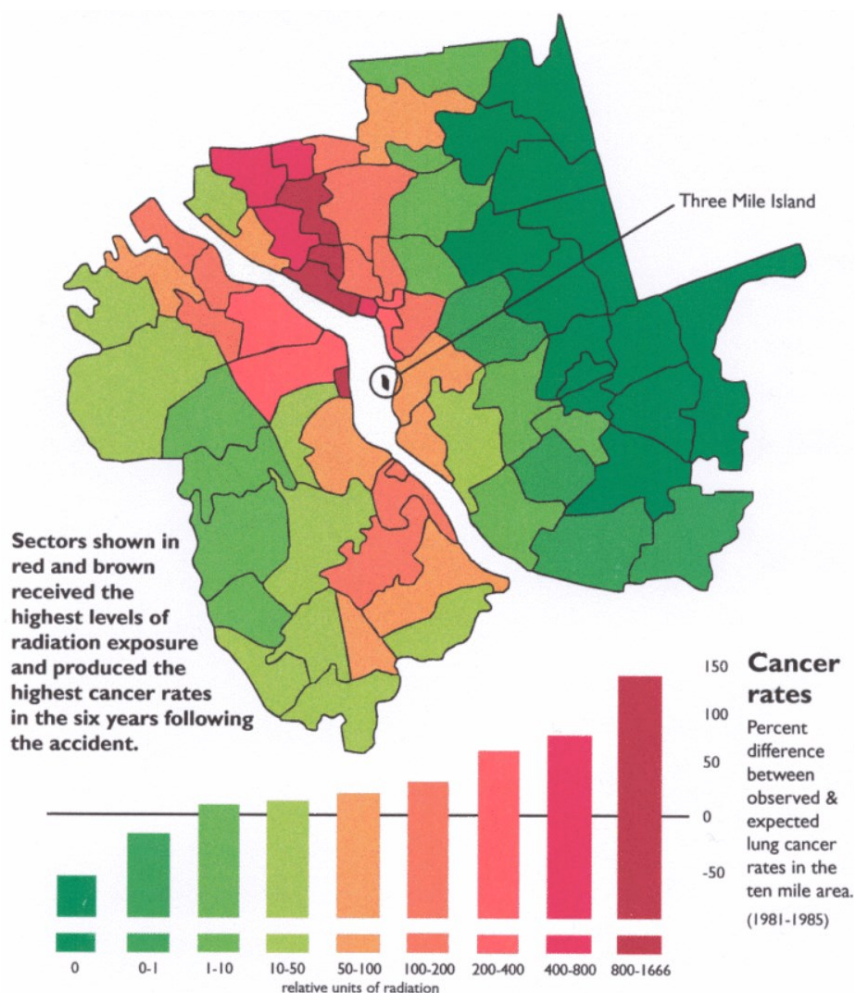 Three Mile Island
Sectors shown in
red and brown
received the
highest levels of
radiation exposure
and produced the
highest cancer rates
in the six years following
the accident.
150
100
50
0
-50
Cancer
rates
Percent
difference
between
observed &
expected
lung cancer
rates in the
ten mile area.
(1981-1985)
0 0-1 1-10 10-50 50-100 100-200 200-400 400-800 800-1666
relative units of radiation